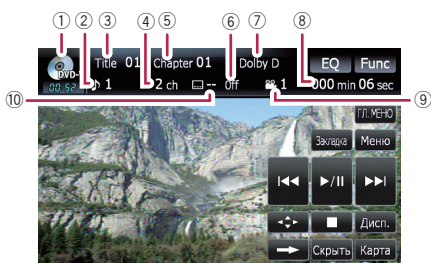 ① ② ③ ④ ⑤ ⑥ ⑦ ⑧
Title 01 Chapter 01 Dolby D EQ Func
DVD-
00:52 1 2 ch -- Off 1 000 min 06 sec
⑩ ⑨
ГЛ. МЕНЮ
Закладка Меню
Дисп.
Скрыть Карта